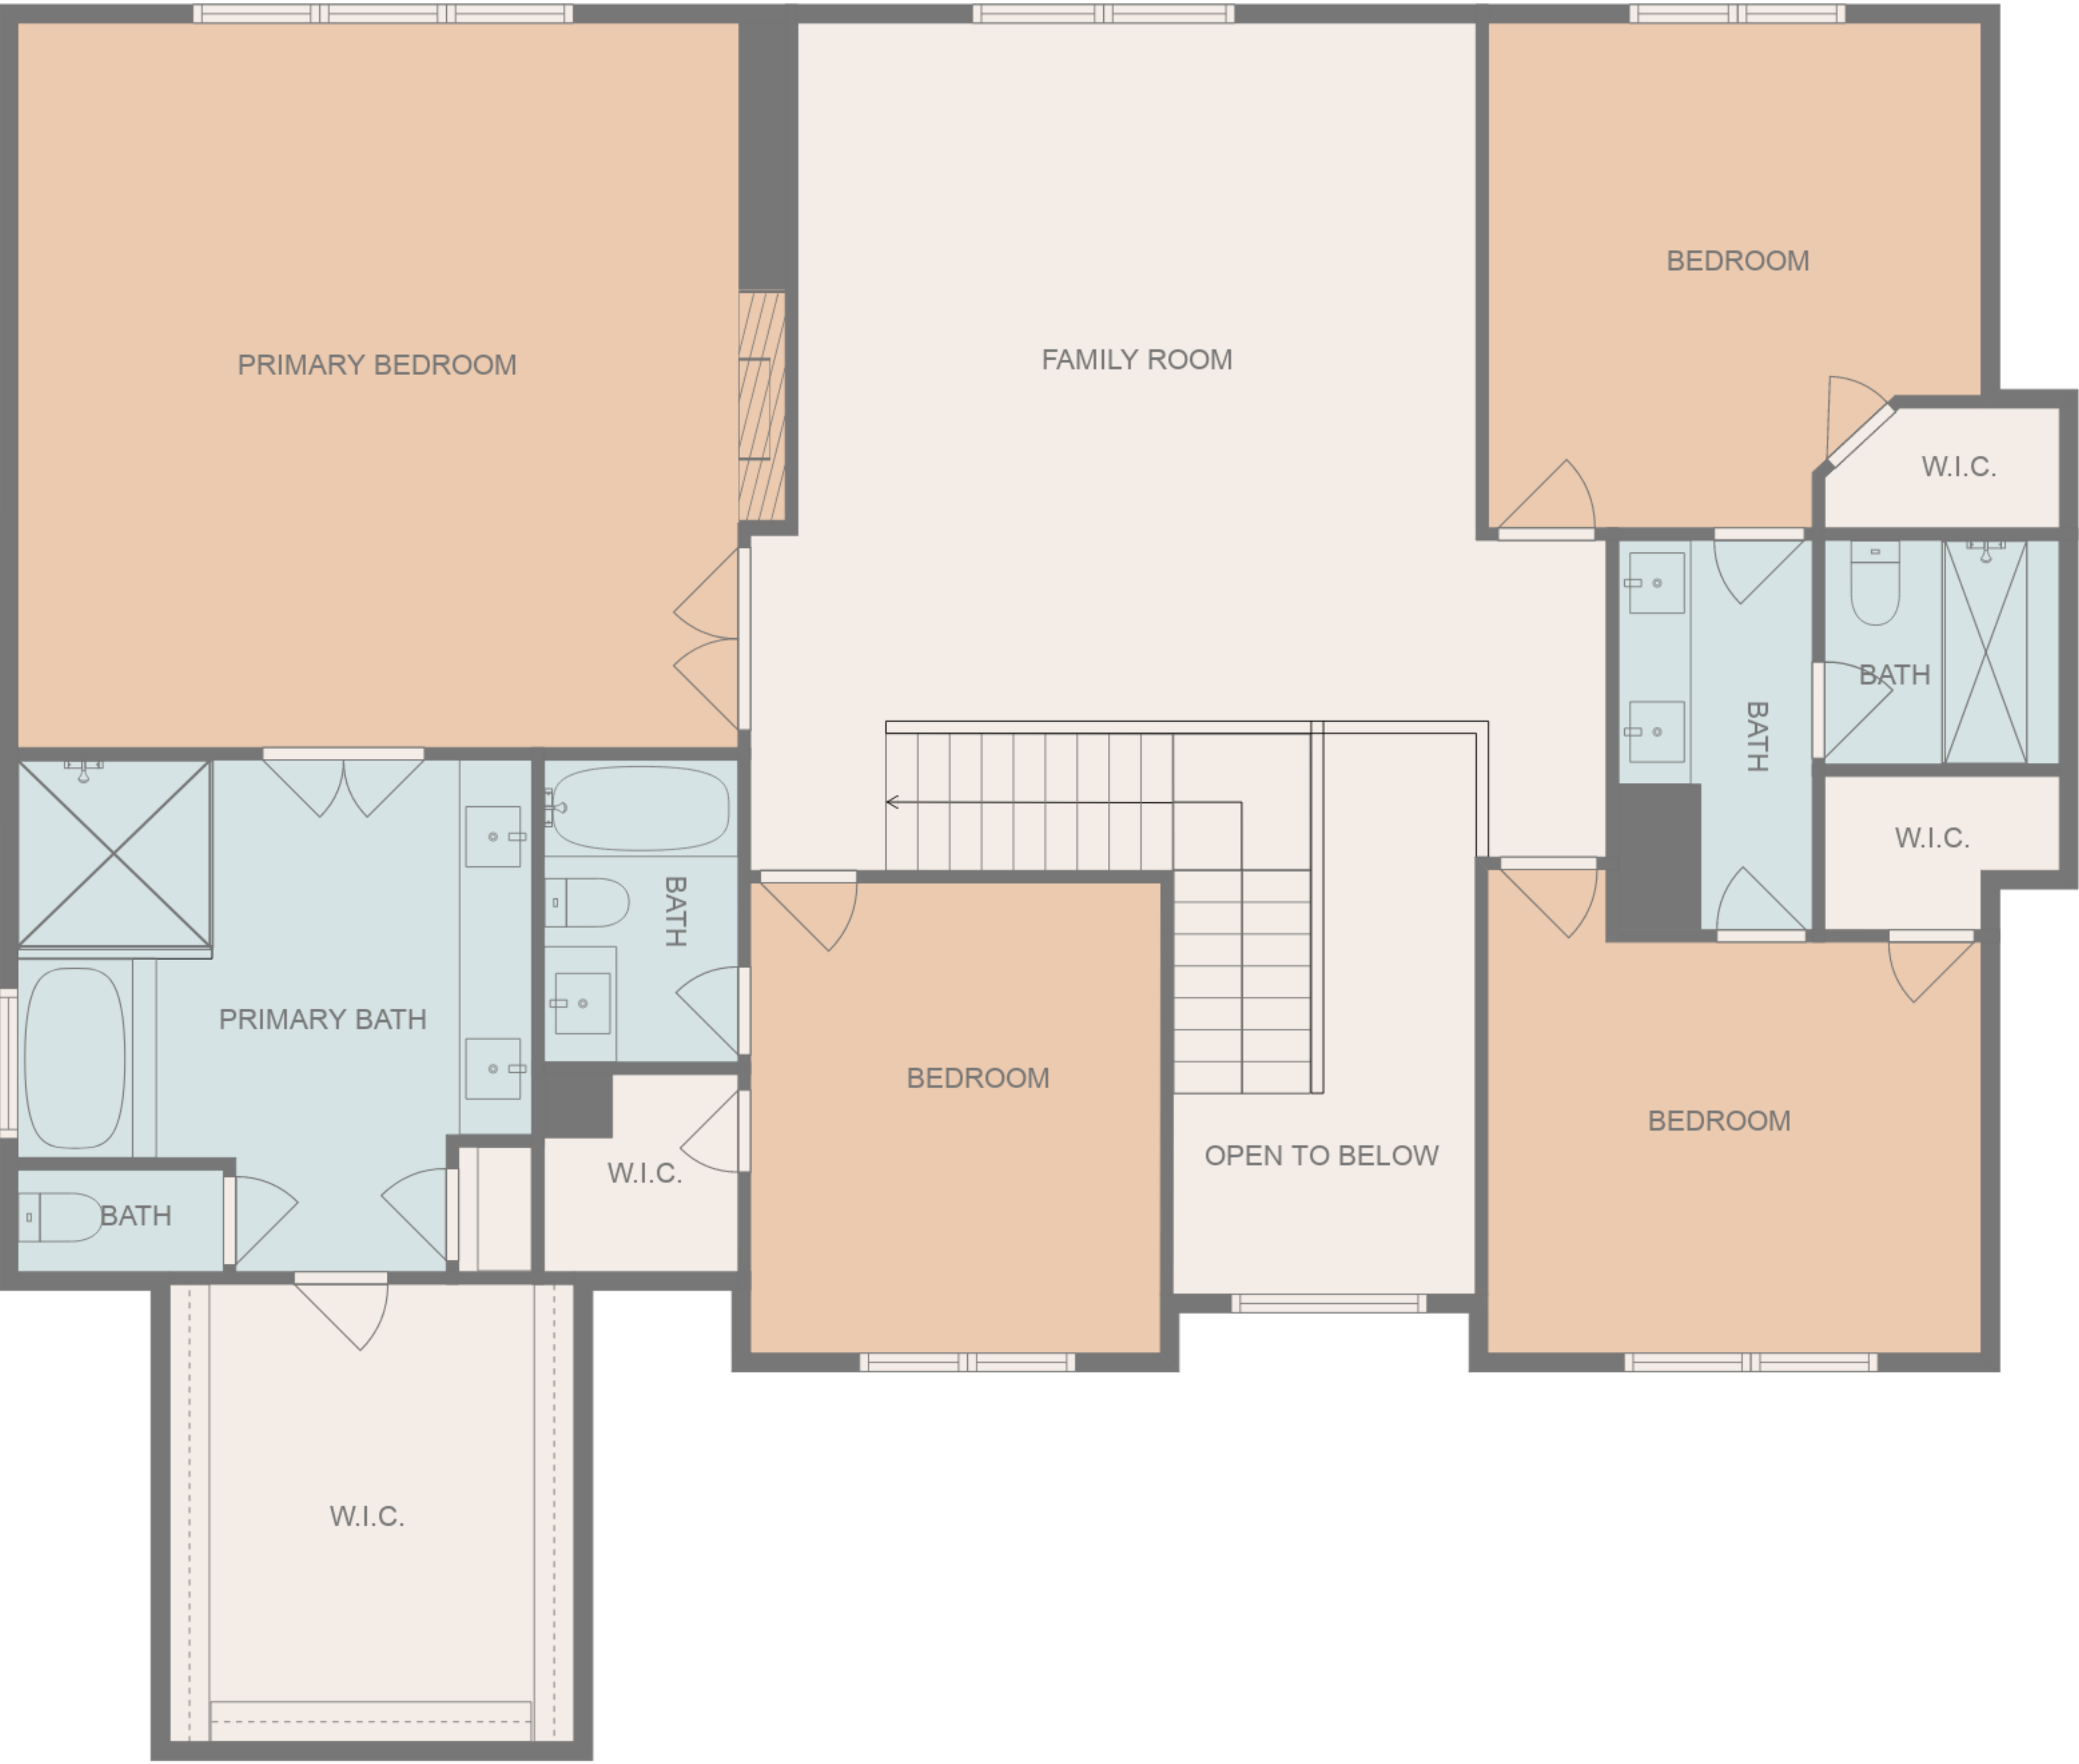 BEDROOM
FAMILY ROOM
PRIMARY BEDROOM
W.I.C.
BATH
BATH
W.I.C.
BATH
PRIMARY BATH
BEDROOM
BEDROOM
OPEN TO BELOW
W.I.C.
BATH
W.I.C.